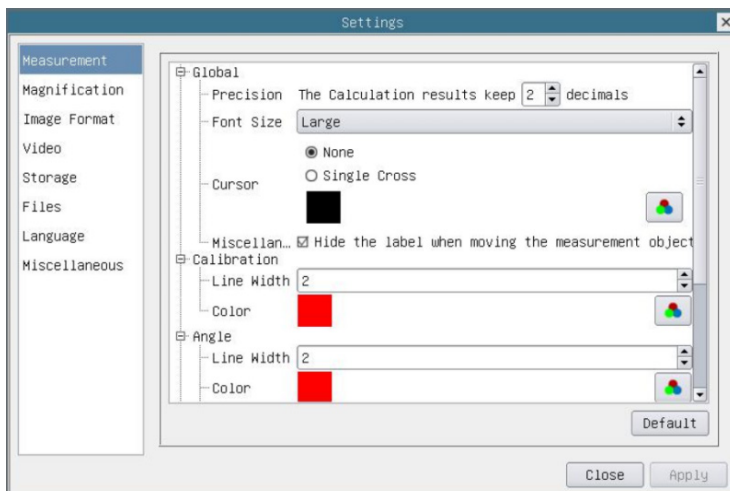 Settings
Measurement
Magnification
Image Format
Video
Storage
Files
Language
Miscellaneous
Global
Precision The Calculation results keep 2 decimals
Font Size Large
Cursor
None
Single Cross
Miscellan... Hide the label when moving the measurement object
Calibration
Line Width 2
Color
Angle
Line Width 2
Color
Default
Close Apply